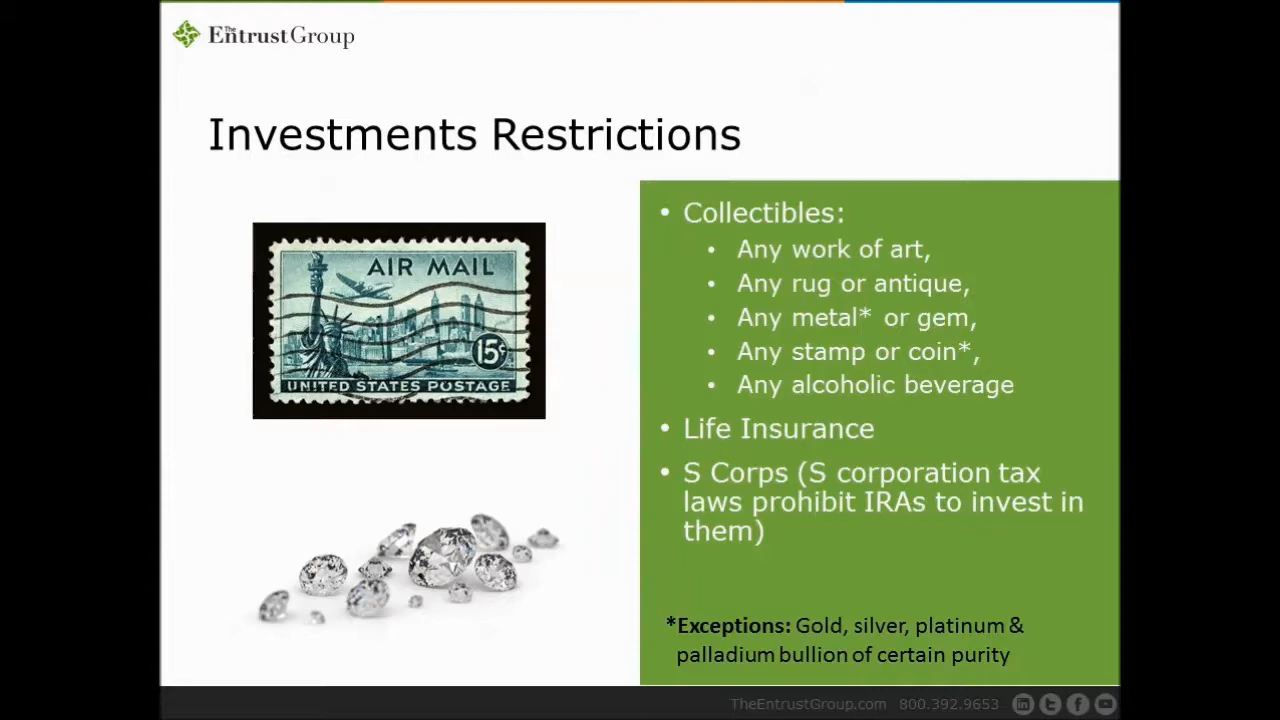 The EntrustGroup
Investments Restrictions
AIR MAIL
15¢
UNITED STATES POSTAGE
• Collectibles:
• Any work of art,
• Any rug or antique,
• Any metal* or gem,
• Any stamp or coin*,
• Any alcoholic beverage
• Life Insurance
• S Corps (S corporation tax
laws prohibit IRAs to invest in
them)
*Exceptions: Gold, silver, platinum &
palladium bullion of certain purity
TheEntrustGroup.com 800.392.9653